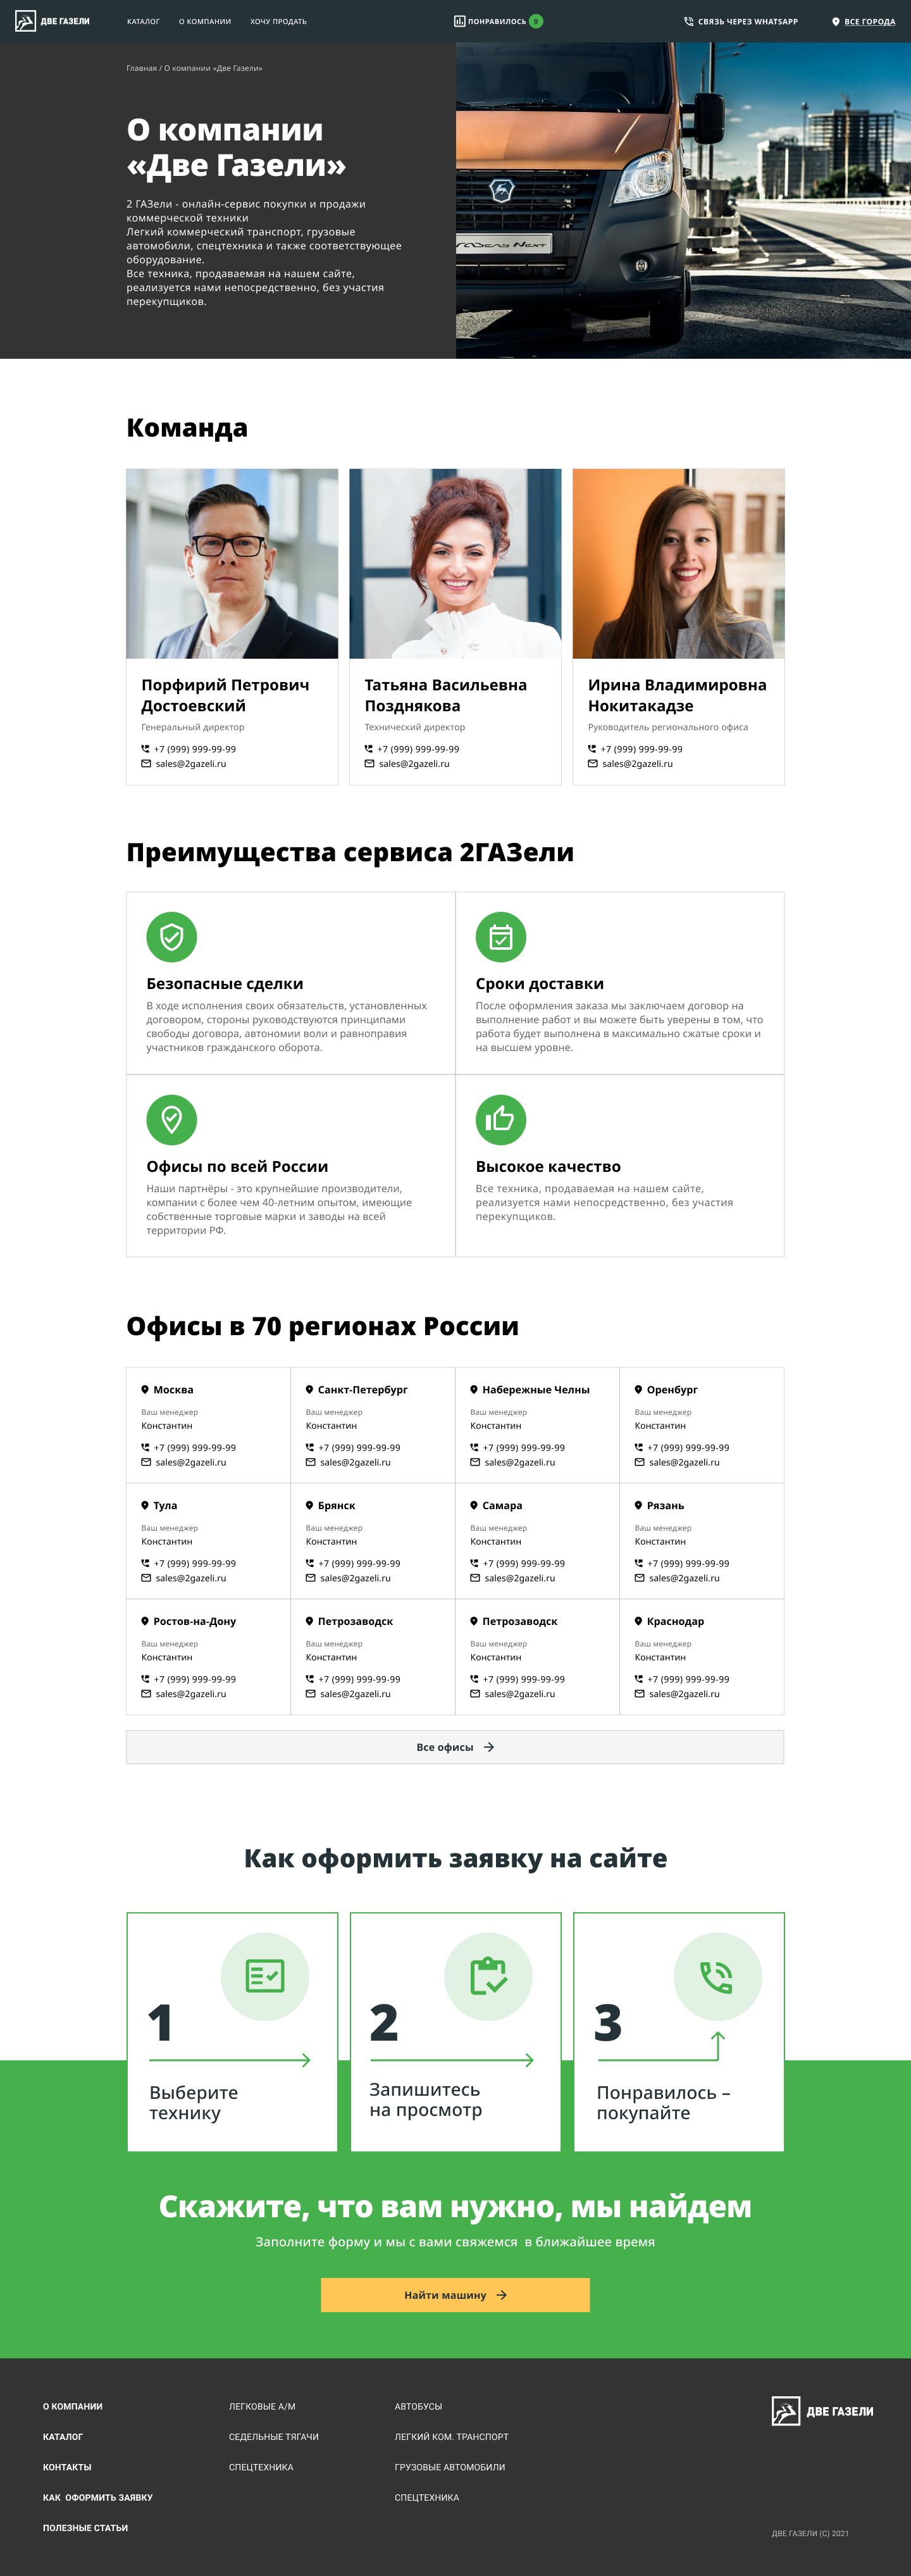 ДВЕ ГАЗЕЛИ
КАТАЛОГ
О КОМПАНИИ
ХОЧУ ПРОДАТЬ
ПОНРАВИЛОСЬ 9
СВЯЗЬ ЧЕРЕЗ WHATSAPP
ВСЕ ГОРОДА
Главная / О компании «Две Газели»
О компании
«Две Газели»
2 ГАЗели - онлайн-сервис покупки и продажи
коммерческой техники
Легкий коммерческий транспорт, грузовые
автомобили, спецтехника и также соответствующее
оборудование.
Все техника, продаваемая на нашем сайте,
реализуется нами непосредственно, без участия
перекупщиков.
ГАЗель Next
Команда
Порфирий Петрович
Достоевский
Генеральный директор
+7 (999) 999-99-99
sales@2gazeli.ru
Татьяна Васильевна
Позднякова
Технический директор
+7 (999) 999-99-99
sales@2gazeli.ru
Ирина Владимировна
Нокитакадзе
Руководитель регионального офиса
+7 (999) 999-99-99
sales@2gazeli.ru
Преимущества сервиса 2ГАЗели
Безопасные сделки
В ходе исполнения своих обязательств, установленных
договором, стороны руководствуются принципами
свободы договора, автономии воли и равноправия
участников гражданского оборота.
Сроки доставки
После оформления заказа мы заключаем договор на
выполнение работ и вы можете быть уверены в том, что
работа будет выполнена в максимально сжатые сроки и
на высшем уровне.
Офисы по всей России
Наши партнёры - это крупнейшие производители,
компании с более чем 40-летним опытом, имеющие
собственные торговые марки и заводы на всей
территории РФ.
Высокое качество
Все техника, продаваемая на нашем сайте,
реализуется нами непосредственно, без участия
перекупщиков.
Офисы в 70 регионах России
Москва
Ваш менеджер
Константин
+7 (999) 999-99-99
sales@2gazeli.ru
Санкт-Петербург
Ваш менеджер
Константин
+7 (999) 999-99-99
sales@2gazeli.ru
Набережные Челны
Ваш менеджер
Константин
+7 (999) 999-99-99
sales@2gazeli.ru
Оренбург
Ваш менеджер
Константин
+7 (999) 999-99-99
sales@2gazeli.ru
Тула
Ваш менеджер
Константин
+7 (999) 999-99-99
sales@2gazeli.ru
Брянск
Ваш менеджер
Константин
+7 (999) 999-99-99
sales@2gazeli.ru
Самара
Ваш менеджер
Константин
+7 (999) 999-99-99
sales@2gazeli.ru
Рязань
Ваш менеджер
Константин
+7 (999) 999-99-99
sales@2gazeli.ru
Ростов-на-Дону
Ваш менеджер
Константин
+7 (999) 999-99-99
sales@2gazeli.ru
Петрозаводск
Ваш менеджер
Константин
+7 (999) 999-99-99
sales@2gazeli.ru
Петрозаводск
Ваш менеджер
Константин
+7 (999) 999-99-99
sales@2gazeli.ru
Краснодар
Ваш менеджер
Константин
+7 (999) 999-99-99
sales@2gazeli.ru
Все офисы
Как оформить заявку на сайте
1
Выберите
технику
2
Запишитесь
на просмотр
3
Понравилось –
покупайте
Скажите, что вам нужно, мы найдем
Заполните форму и мы с вами свяжемся в ближайшее время
Найти машину
О КОМПАНИИ
КАТАЛОГ
КОНТАКТЫ
КАК ОФОРМИТЬ ЗАЯВКУ
ПОЛЕЗНЫЕ СТАТЬИ
ЛЕГКОВЫЕ А/М
СЕДЕЛЬНЫЕ ТЯГАЧИ
СПЕЦТЕХНИКА
АВТОБУСЫ
ЛЕГКИЙ КОМ. ТРАНСПОРТ
ГРУЗОВЫЕ АВТОМОБИЛИ
СПЕЦТЕХНИКА
ДВЕ ГАЗЕЛИ
ДВЕ ГАЗЕЛИ (С) 2021